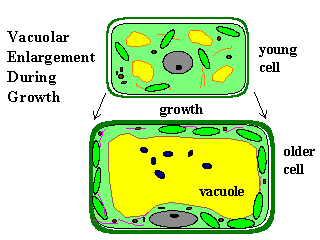 Vacuolar
Enlargement
During
Growth
young
cell
growth
older
cell
vacuole